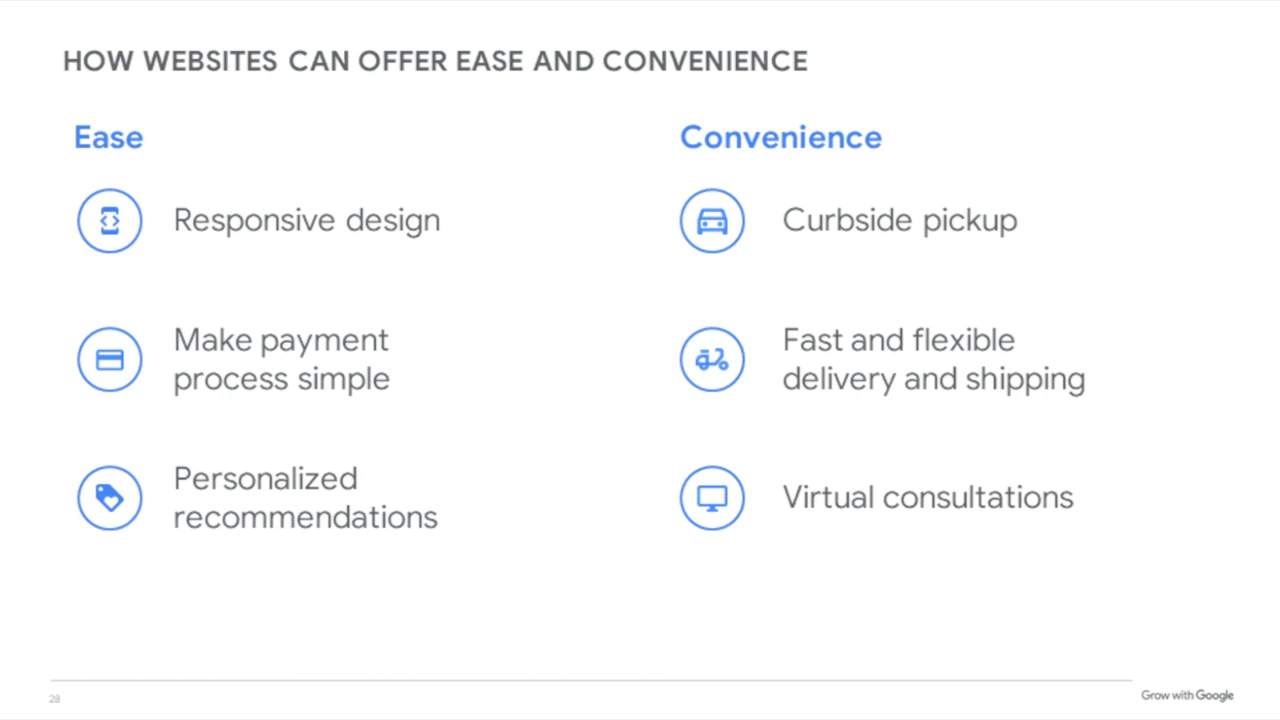 HOW WEBSITES CAN OFFER EASE AND CONVENIENCE
Ease
Responsive design
Make payment
process simple
Personalized
recommendations
Convenience
Curbside pickup
Fast and flexible
delivery and shipping
Virtual consultations
28
Grow with Google